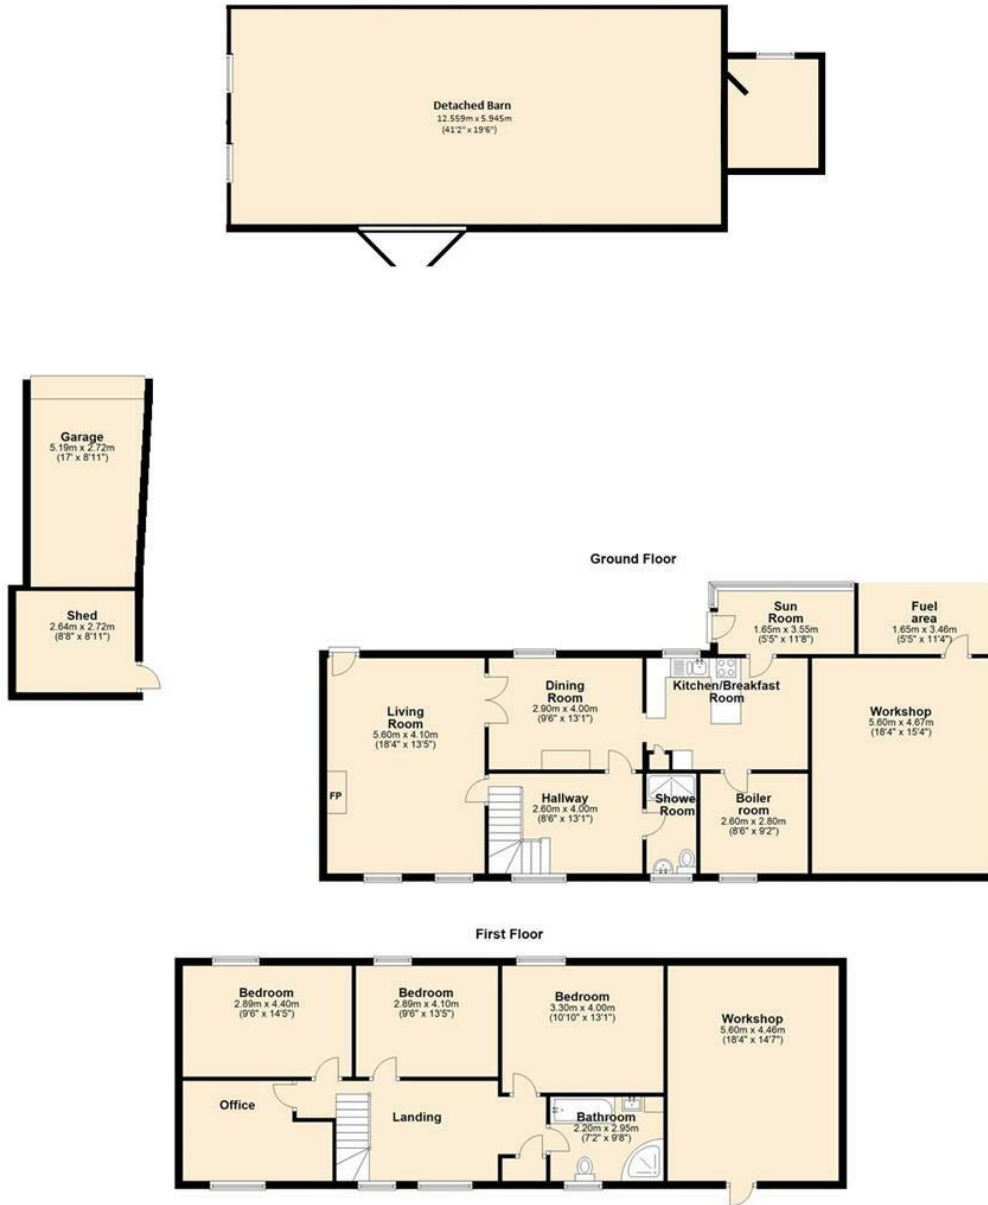 Detached Barn
12.559m x 5.945m
(41'2" x 19'6")
Garage
5.19m x 2.72m
(17' x 8'11")
Shed
2.64m x 2.72m
(8'8" x 8'11")
Ground Floor
Sun
Room
1.65m x 3.55m
(5'5" x 11'8")
Fuel
area
1.65m x 3.46m
(5'5" x 11'4")
Living
Room
5.60m x 4.10m
(18'4" x 13'5")
FP
Dining
Room
2.90m x 4.00m
(9'6" x 13'1")
Kitchen/Breakfast
Room
Workshop
5.60m x 4.67m
(18'4" x 15'4")
Hallway
2.60m x 4.00m
(8'6" x 13'1")
Showe
Room
Boiler
room
2.60m x 2.80m
(8'6" x 9'2")
First Floor
Bedroom
2.89m x 4.40m
(9'6" x 14'5")
Bedroom
2.89m x 4.10m
(9'6" x 13'5")
Bedroom
3.30m x 4.00m
(10'10" x 13'1")
Workshop
5.60m x 4.46m
(18'4" x 14'7")
Office
Landing
Bathroom
2.20m x 2.95m
(7'2" x 9'8")